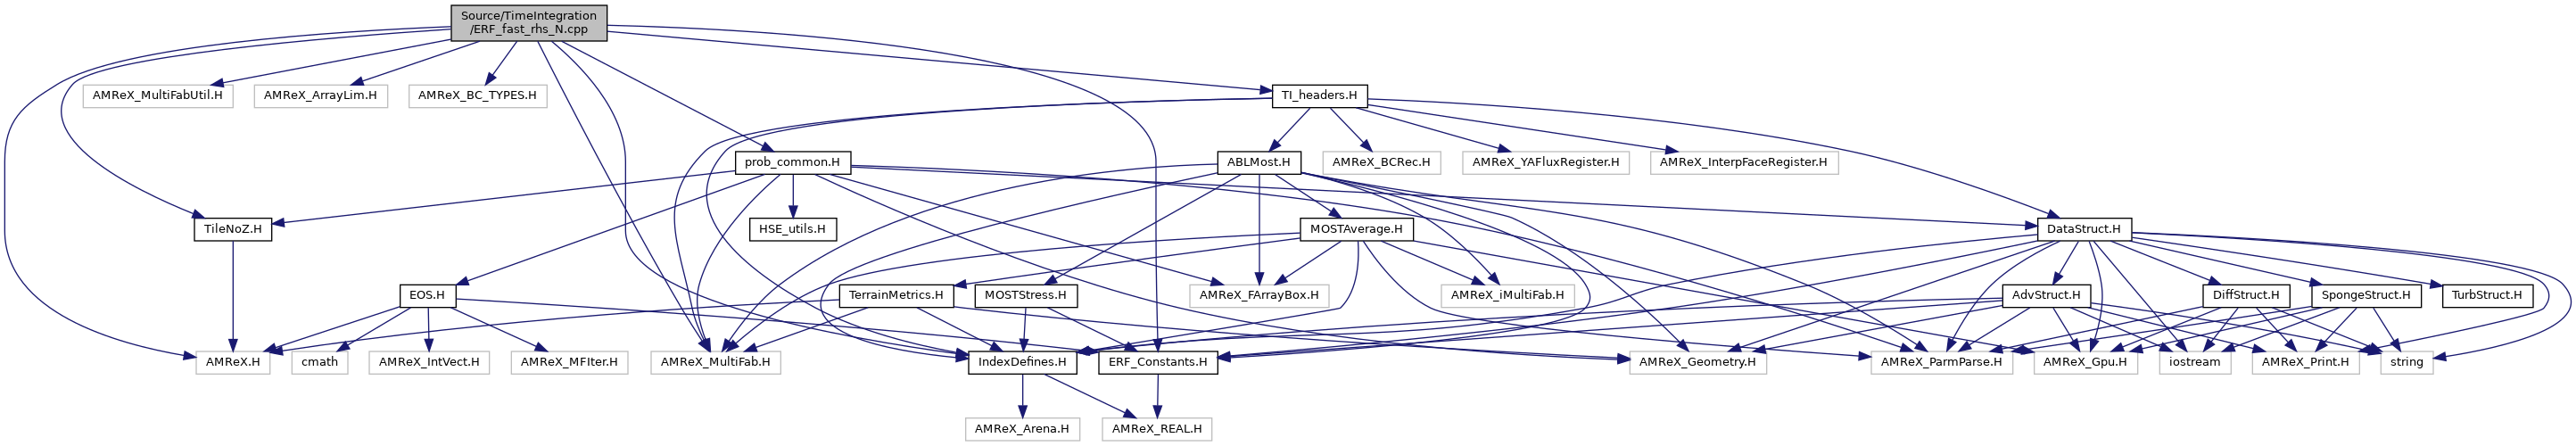 Source/TimeIntegration
/ERF_fast_rhs_N.cpp
AMReX_MultiFabUtil.H
AMReX_ArrayLim.H
AMReX_BC_TYPES.H
TI_headers.H
prob_common.H
ABLMost.H
AMReX_BCRec.H
AMReX_YAFluxRegister.H
AMReX_InterpFaceRegister.H
TileNoZ.H
HSE_utils.H
MOSTAverage.H
DataStruct.H
EOS.H
TerrainMetrics.H
MOSTStress.H
AMReX_FArrayBox.H
AMReX_iMultiFab.H
AdvStruct.H
DiffStruct.H
SpongeStruct.H
TurbStruct.H
AMReX.H
cmath
AMReX_IntVect.H
AMReX_MFIter.H
AMReX_MultiFab.H
IndexDefines.H
ERF_Constants.H
AMReX_Geometry.H
AMReX_ParmParse.H
AMReX_Gpu.H
iostream
AMReX_Print.H
string
AMReX_Arena.H
AMReX_REAL.H